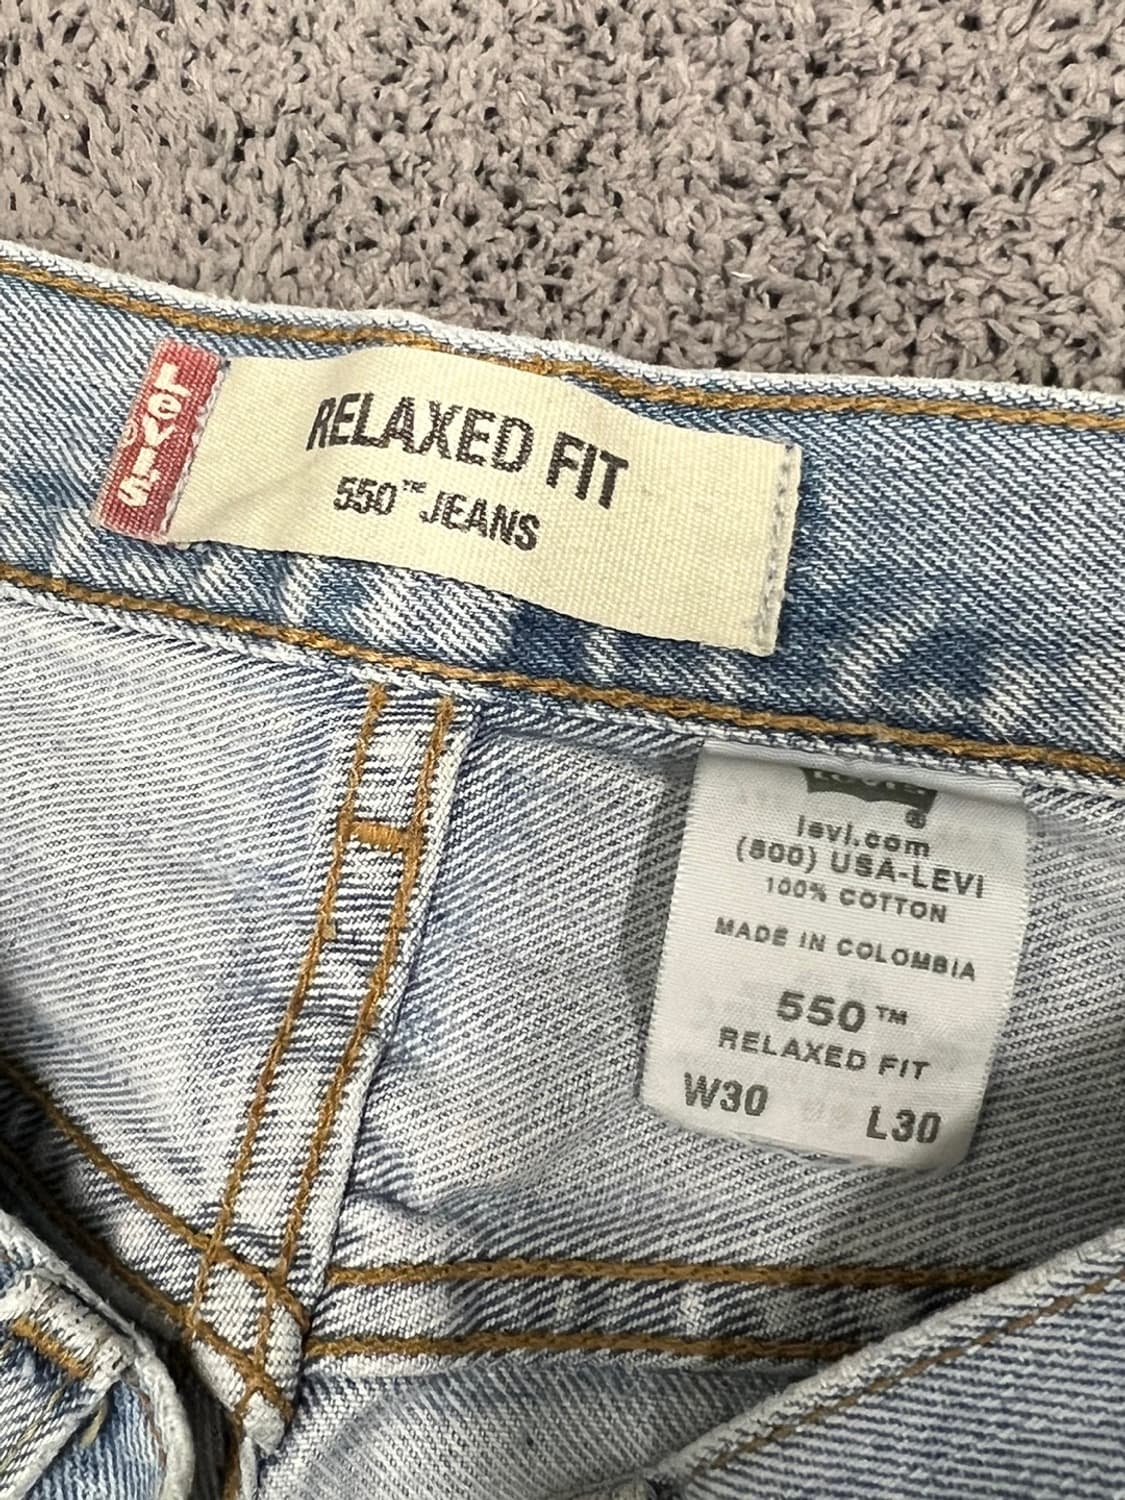 Levi's
RELAXED FIT
550™ JEANS
LEVI'S
®
levi.com
(800) USA-LEVI
100% COTTON
MADE IN COLOMBIA
550™
RELAXED FIT
W30 L30